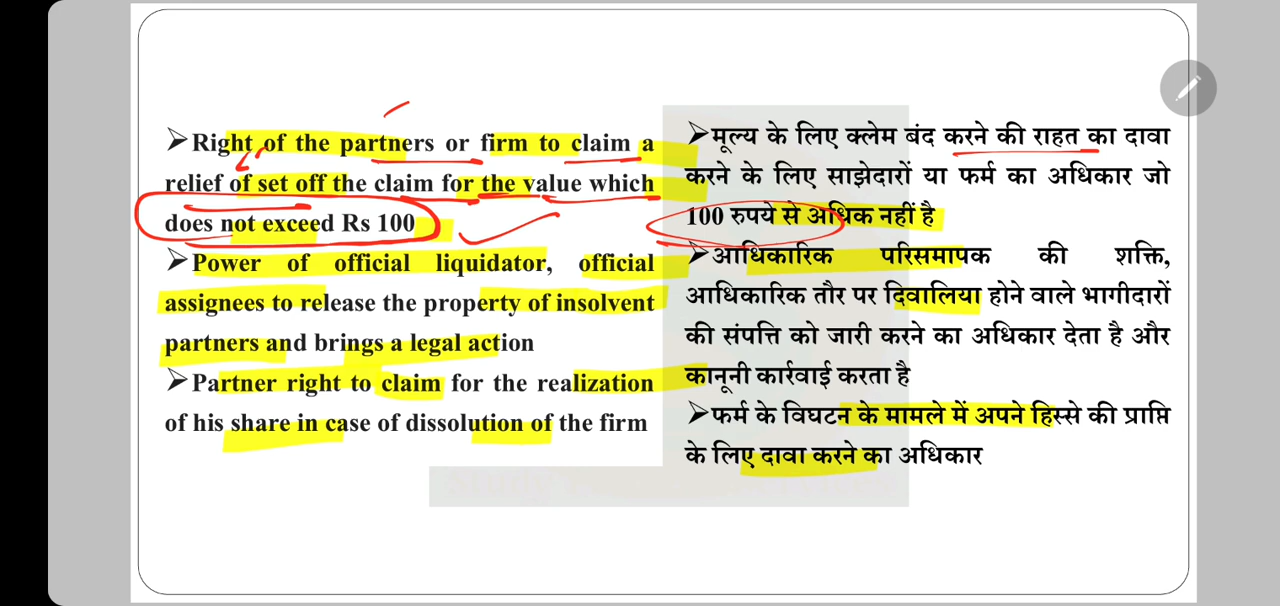 ➤Right of the partners or firm to claim a
relief of set off the claim for the value which
does not exceed Rs 100
➤Power of official liquidator, official
assignees to release the property of insolvent
partners and brings a legal action
➤Partner right to claim for the realization
of his share in case of dissolution of the firm
➤मूल्य के लिए क्लेम बंद करने की राहत का दावा
करने के लिए साझेदारों या फर्म का अधिकार जो
100 रुपये से अधिक नहीं है
➤आधिकारिक परिसमापक की शक्ति,
आधिकारिक तौर पर दिवालिया होने वाले भागीदारों
की संपत्ति को जारी करने का अधिकार देता है और
कानूनी कार्रवाई करता है
➤फर्म के विघटन के मामले में अपने हिस्से की प्राप्ति
के लिए दावा करने का अधिकार